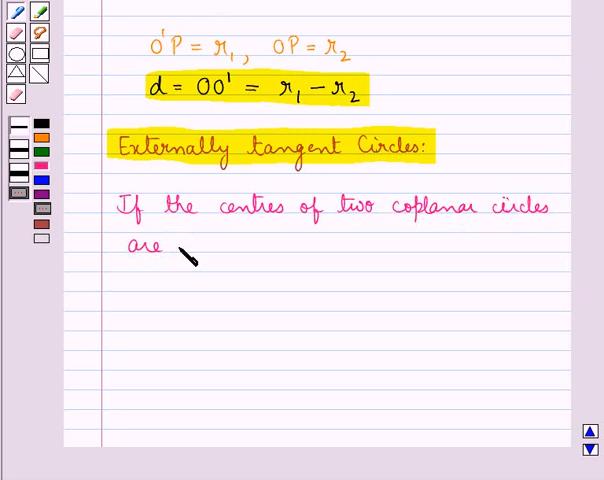 O'P = r₁, OP = r₂
d = OO' = r₁ − r₂
Externally tangent Circles:
If the centres of two coplanar circles
are